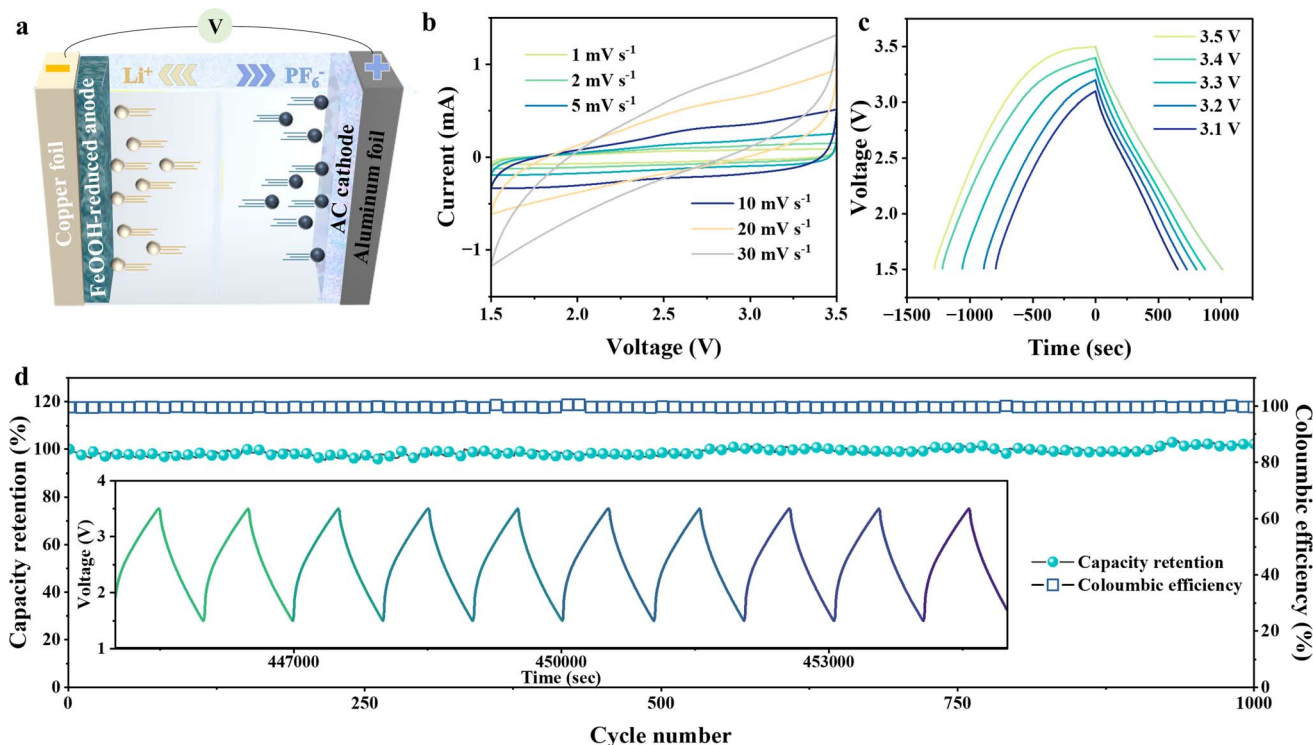 a
V
Li⁺
PF₆⁻
Copper foil
FeOOH-reduced anode
AC cathode
Aluminum foil
b
1 mV s⁻¹
2 mV s⁻¹
5 mV s⁻¹
10 mV s⁻¹
20 mV s⁻¹
30 mV s⁻¹
Current (mA)
1
0
−1
1.5 2.0 2.5 3.0 3.5
Voltage (V)
c
3.5 V
3.4 V
3.3 V
3.2 V
3.1 V
Voltage (V)
3.5
3.0
2.5
2.0
1.5
−1500 −1000 −500 0 500 1000
Time (sec)
d
Capacity retention (%)
120
100
80
60
40
20
0
Voltage (V)
4
3
2
1
447000 450000 453000
Time (sec)
Capacity retention
Coloumbic efficiency
100
80
60
40
20
0
Coloumbic efficiency (%)
0 250 500 750 1000
Cycle number